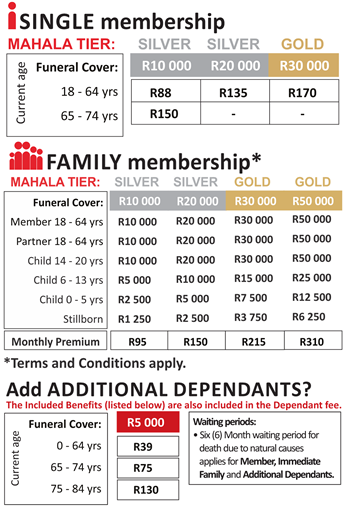 SINGLE membership
MAHALA TIER: SILVER SILVER GOLD
Funeral Cover: R10 000 R20 000 R30 000
Current age
18 - 64 yrs R88 R135 R170
65 - 74 yrs R150 - -
FAMILY membership*
MAHALA TIER: SILVER SILVER GOLD GOLD
Funeral Cover: R10 000 R20 000 R30 000 R50 000
Member 18 - 64 yrs R10 000 R20 000 R30 000 R50 000
Partner 18 - 64 yrs R10 000 R20 000 R30 000 R50 000
Child 14 - 20 yrs R10 000 R20 000 R30 000 R50 000
Child 6 - 13 yrs R5 000 R10 000 R15 000 R25 000
Child 0 - 5 yrs R2 500 R5 000 R7 500 R12 500
Stillborn R1 250 R2 500 R3 750 R6 250
Monthly Premium R95 R150 R215 R310
*Terms and Conditions apply.
Add ADDITIONAL DEPENDANTS?
The Included Benefits (listed below) are also included in the Dependant fee.
Funeral Cover: R5 000
Current age
0 - 64 yrs R39
65 - 74 yrs R75
75 - 84 yrs R130
Waiting periods:
• Six (6) Month waiting period for
death due to natural causes
applies for Member, Immediate
Family and Additional Dependants.